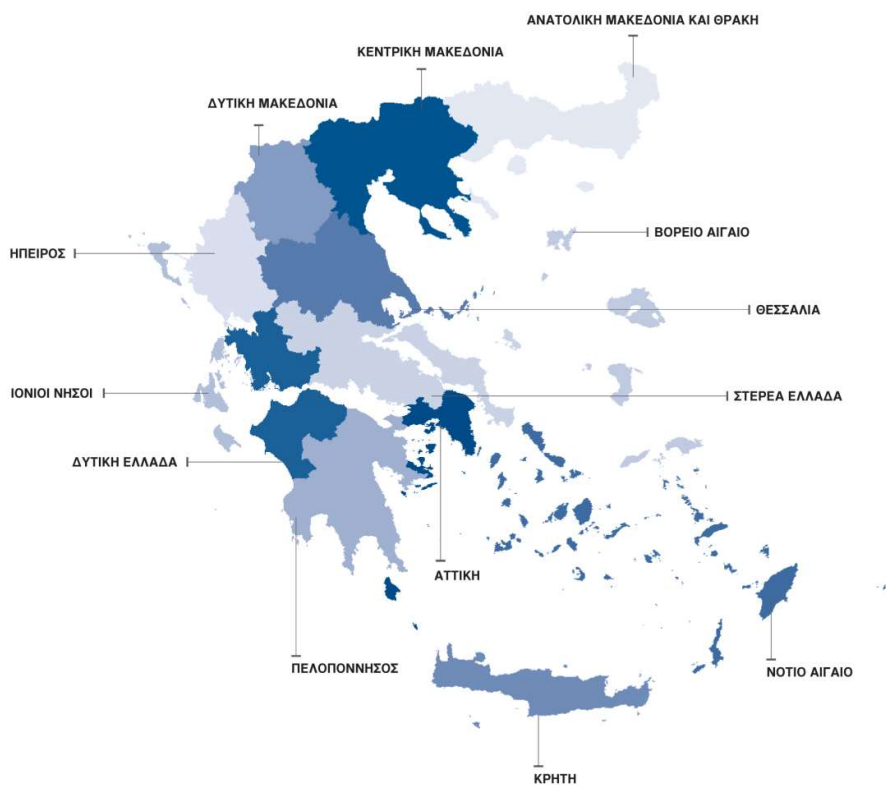 ΑΝΑΤΟΛΙΚΗ ΜΑΚΕΔΟΝΙΑ ΚΑΙ ΘΡΑΚΗ
ΚΕΝΤΡΙΚΗ ΜΑΚΕΔΟΝΙΑ
ΔΥΤΙΚΗ ΜΑΚΕΔΟΝΙΑ
ΒΟΡΕΙΟ ΑΙΓΑΙΟ
ΗΠΕΙΡΟΣ
ΘΕΣΣΑΛΙΑ
ΙΟΝΙΟΙ ΝΗΣΟΙ
ΣΤΕΡΕΑ ΕΛΛΑΔΑ
ΔΥΤΙΚΗ ΕΛΛΑΔΑ
ΑΤΤΙΚΗ
ΠΕΛΟΠΟΝΝΗΣΟΣ
ΝΟΤΙΟ ΑΙΓΑΙΟ
ΚΡΗΤΗ